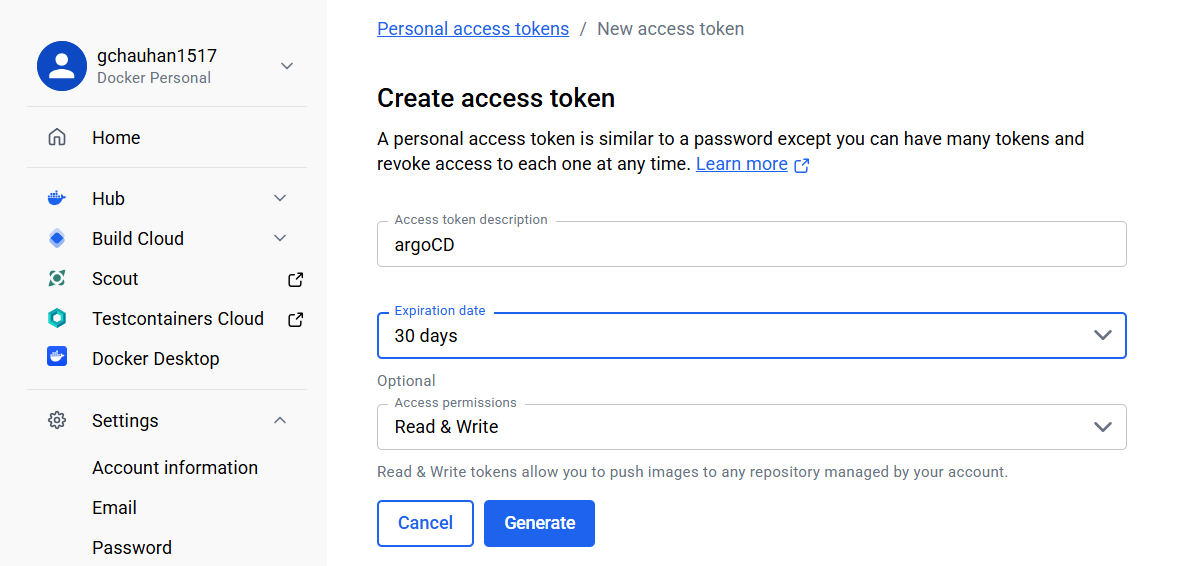 gchauhan1517
Docker Personal
Home
Hub
Build Cloud
Scout
Testcontainers Cloud
Docker Desktop
Settings
Account information
Email
Password
Personal access tokens / New access token
Create access token
A personal access token is similar to a password except you can have many tokens and
revoke access to each one at any time. Learn more
Access token description
argoCD
Expiration date
30 days
Optional
Access permissions
Read & Write
Read & Write tokens allow you to push images to any repository managed by your account.
Cancel Generate